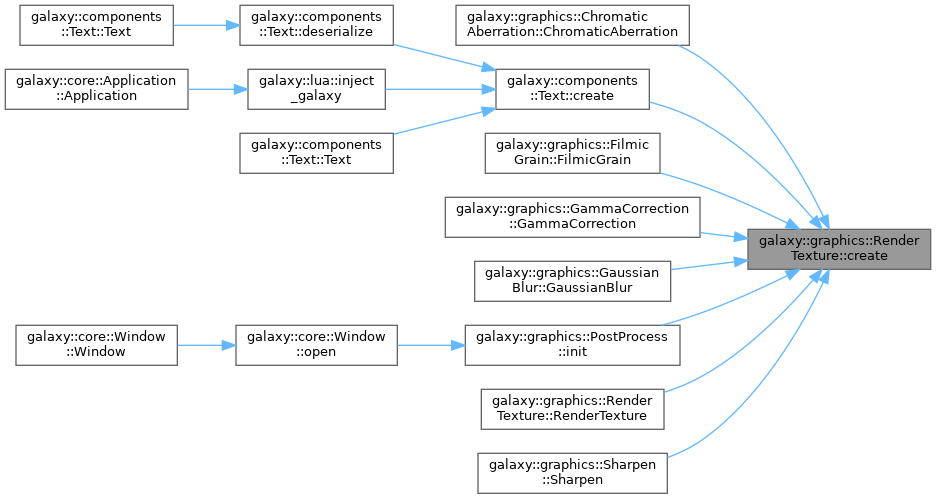 galaxy::components
::Text::Text
galaxy::components
::Text::deserialize
galaxy::graphics::Chromatic
Aberration::ChromaticAberration
galaxy::core::Application
::Application
galaxy::lua::inject
_galaxy
galaxy::components
::Text::create
galaxy::components
::Text::Text
galaxy::graphics::Filmic
Grain::FilmicGrain
galaxy::graphics::GammaCorrection
::GammaCorrection
galaxy::graphics::Render
Texture::create
galaxy::graphics::Gaussian
Blur::GaussianBlur
galaxy::core::Window
::Window
galaxy::core::Window
::open
galaxy::graphics::PostProcess
::init
galaxy::graphics::Render
Texture::RenderTexture
galaxy::graphics::Sharpen
::Sharpen